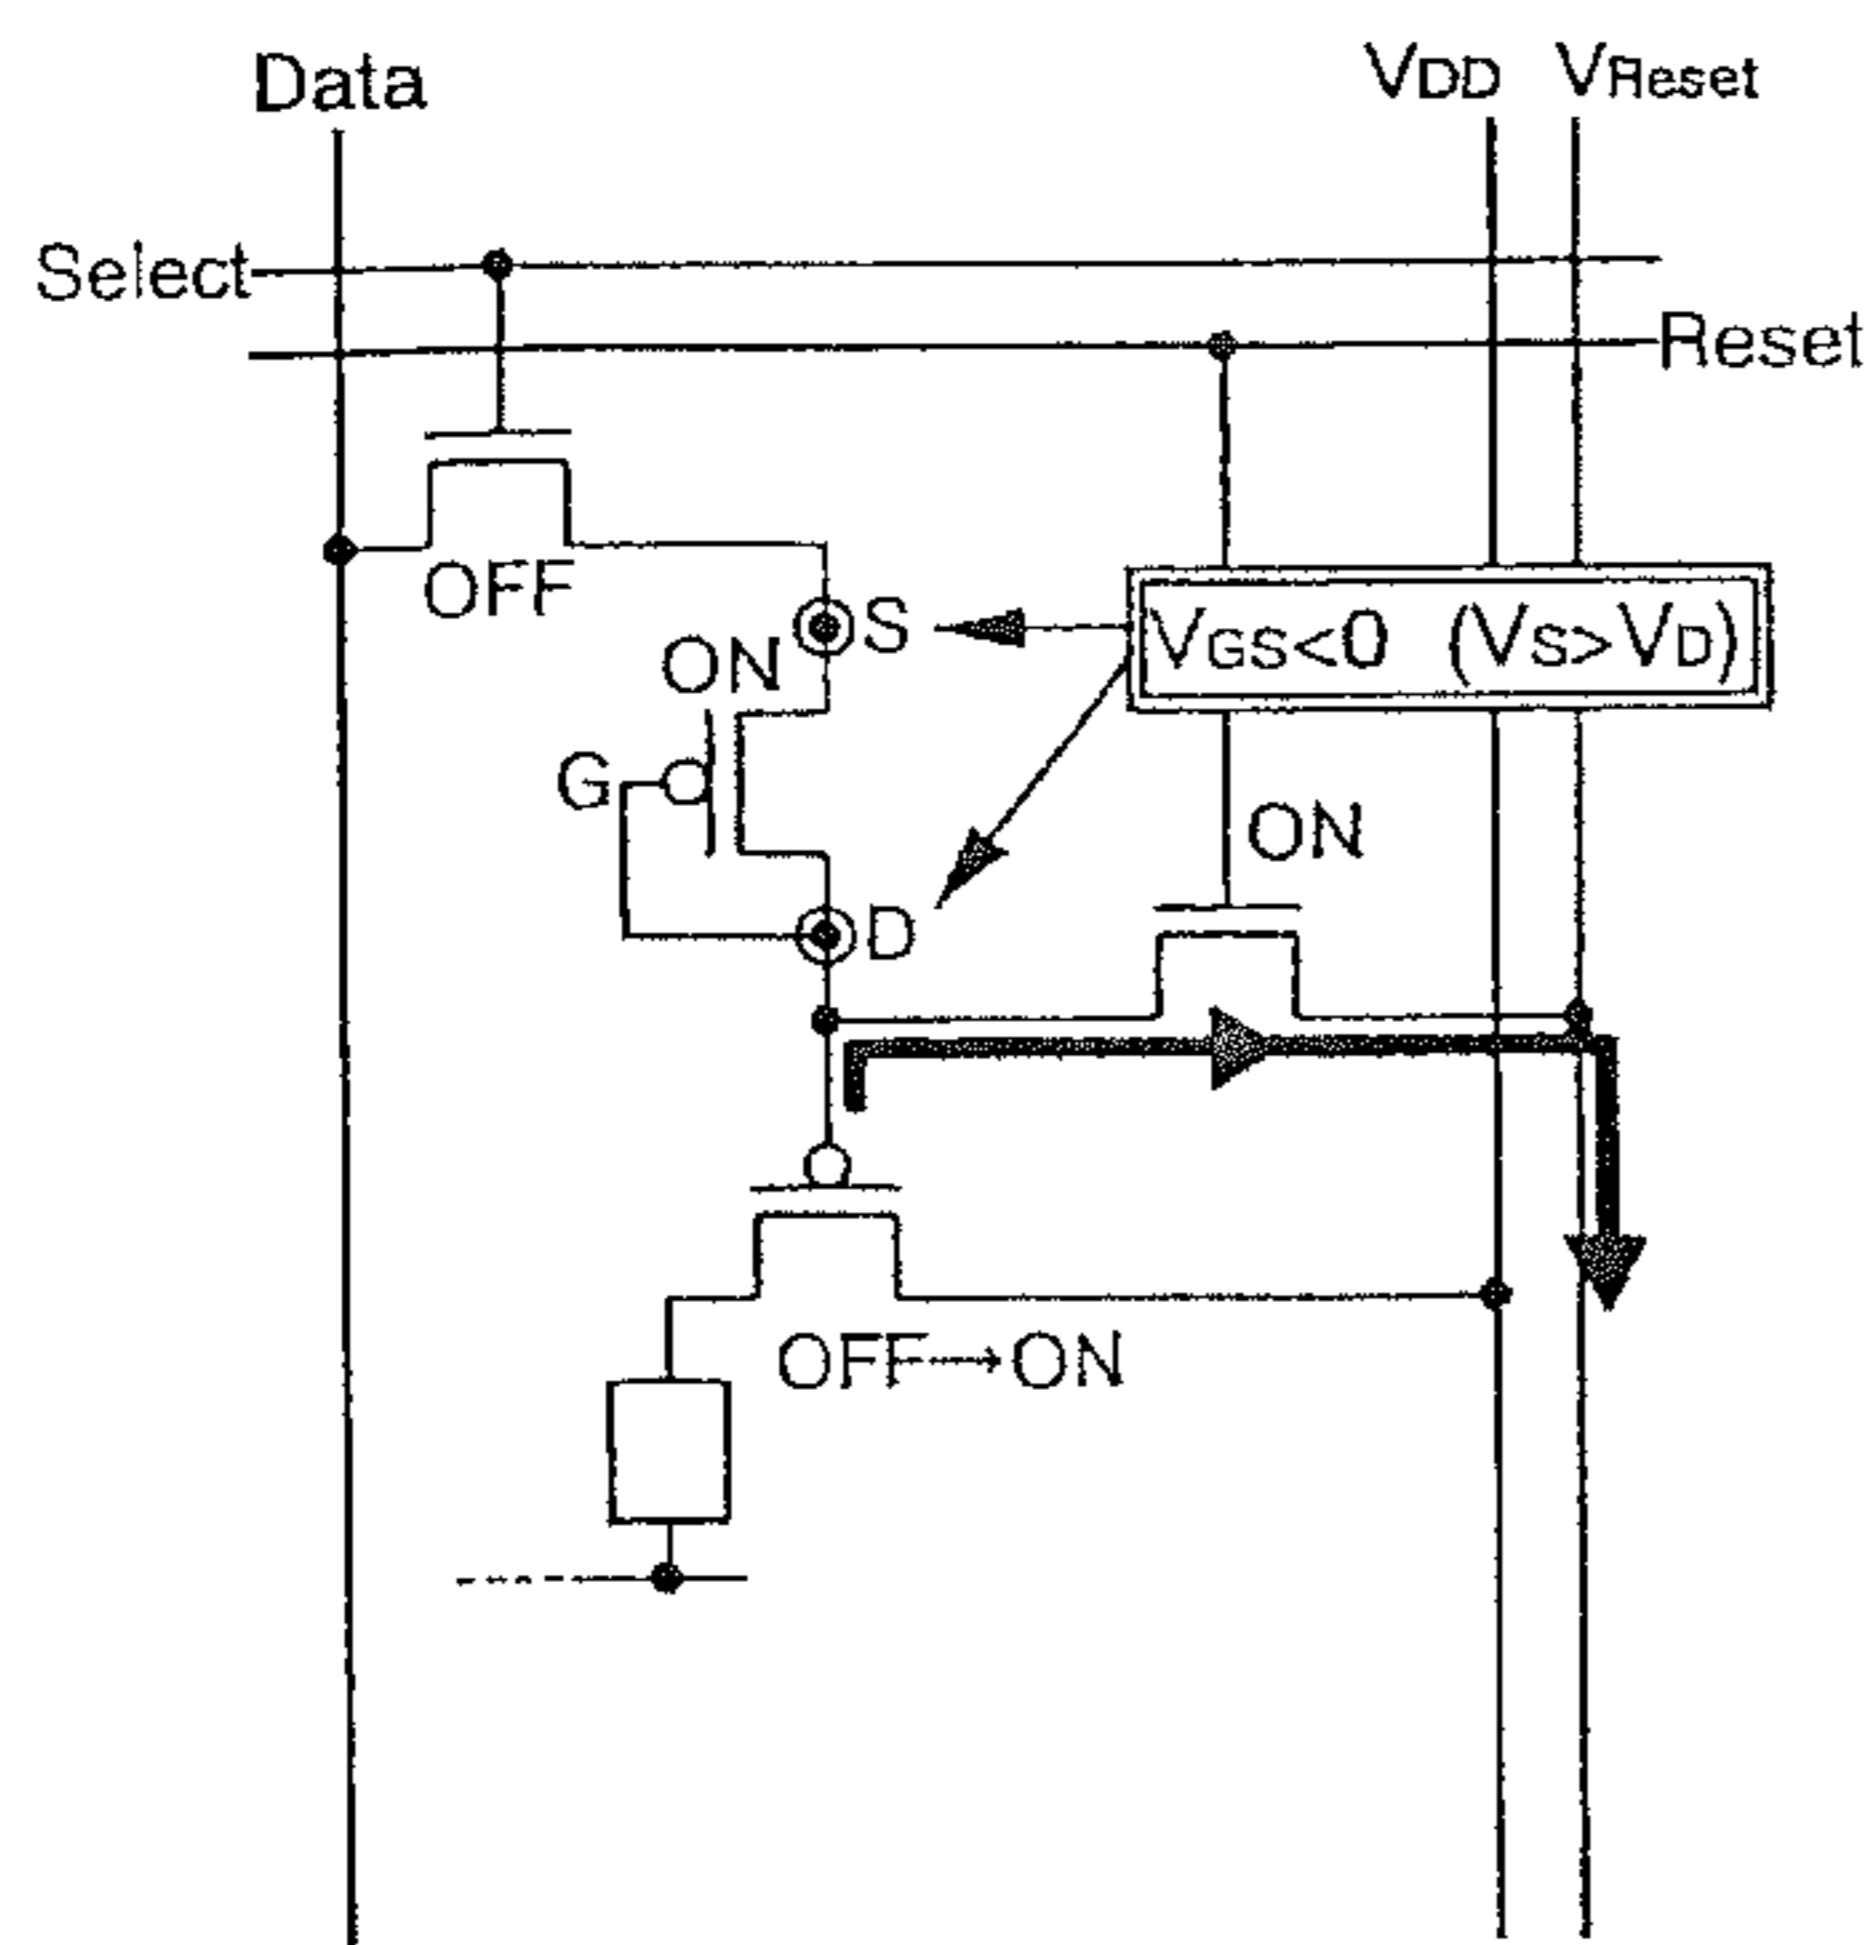 Data
VDD
VReset
Select
Reset
OFF
S
VGS<0 (VS>VD)
ON
G
ON
D
OFF→ON